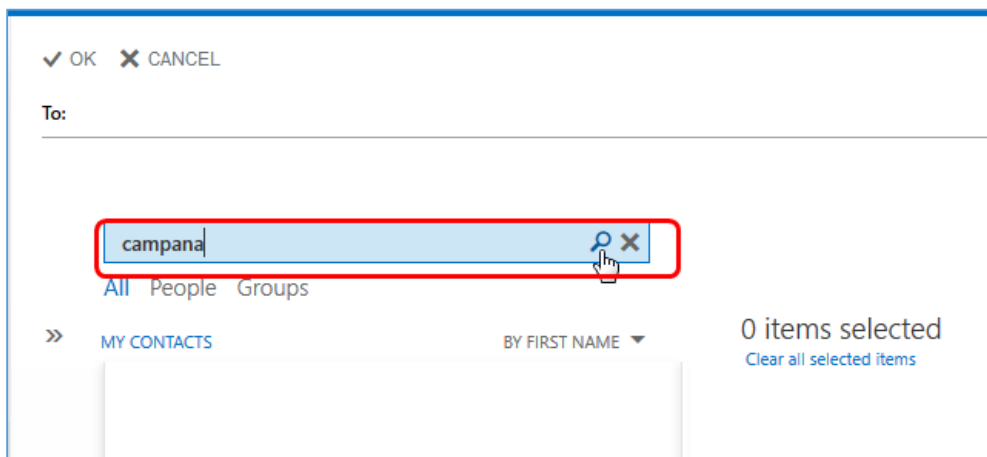 OK CANCEL
To:
campana
All People Groups
MY CONTACTS BY FIRST NAME
0 items selected
Clear all selected items